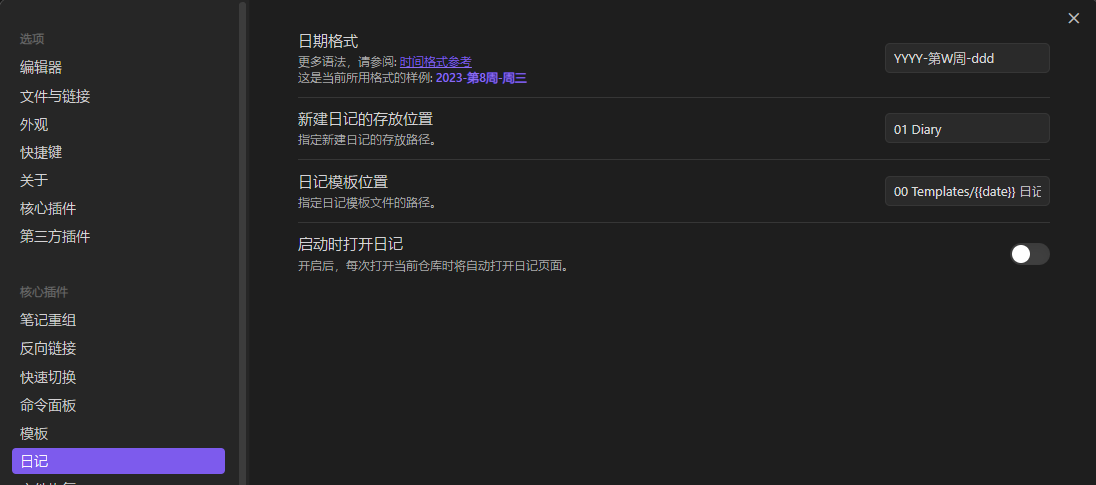 选项
编辑器
文件与链接
外观
快捷键
关于
核心插件
第三方插件
核心插件
笔记重组
反向链接
快速切换
命令面板
模板
日记
日期格式
更多语法，请参阅: 时间格式参考
这是当前所用格式的样例: 2023-第8周-周三
YYYY-第W周-ddd
新建日记的存放位置
指定新建日记的存放路径。
01 Diary
日记模板位置
指定日记模板文件的路径。
00 Templates/{{date}} 日记
启动时打开日记
开启后，每次打开当前仓库时将自动打开日记页面。